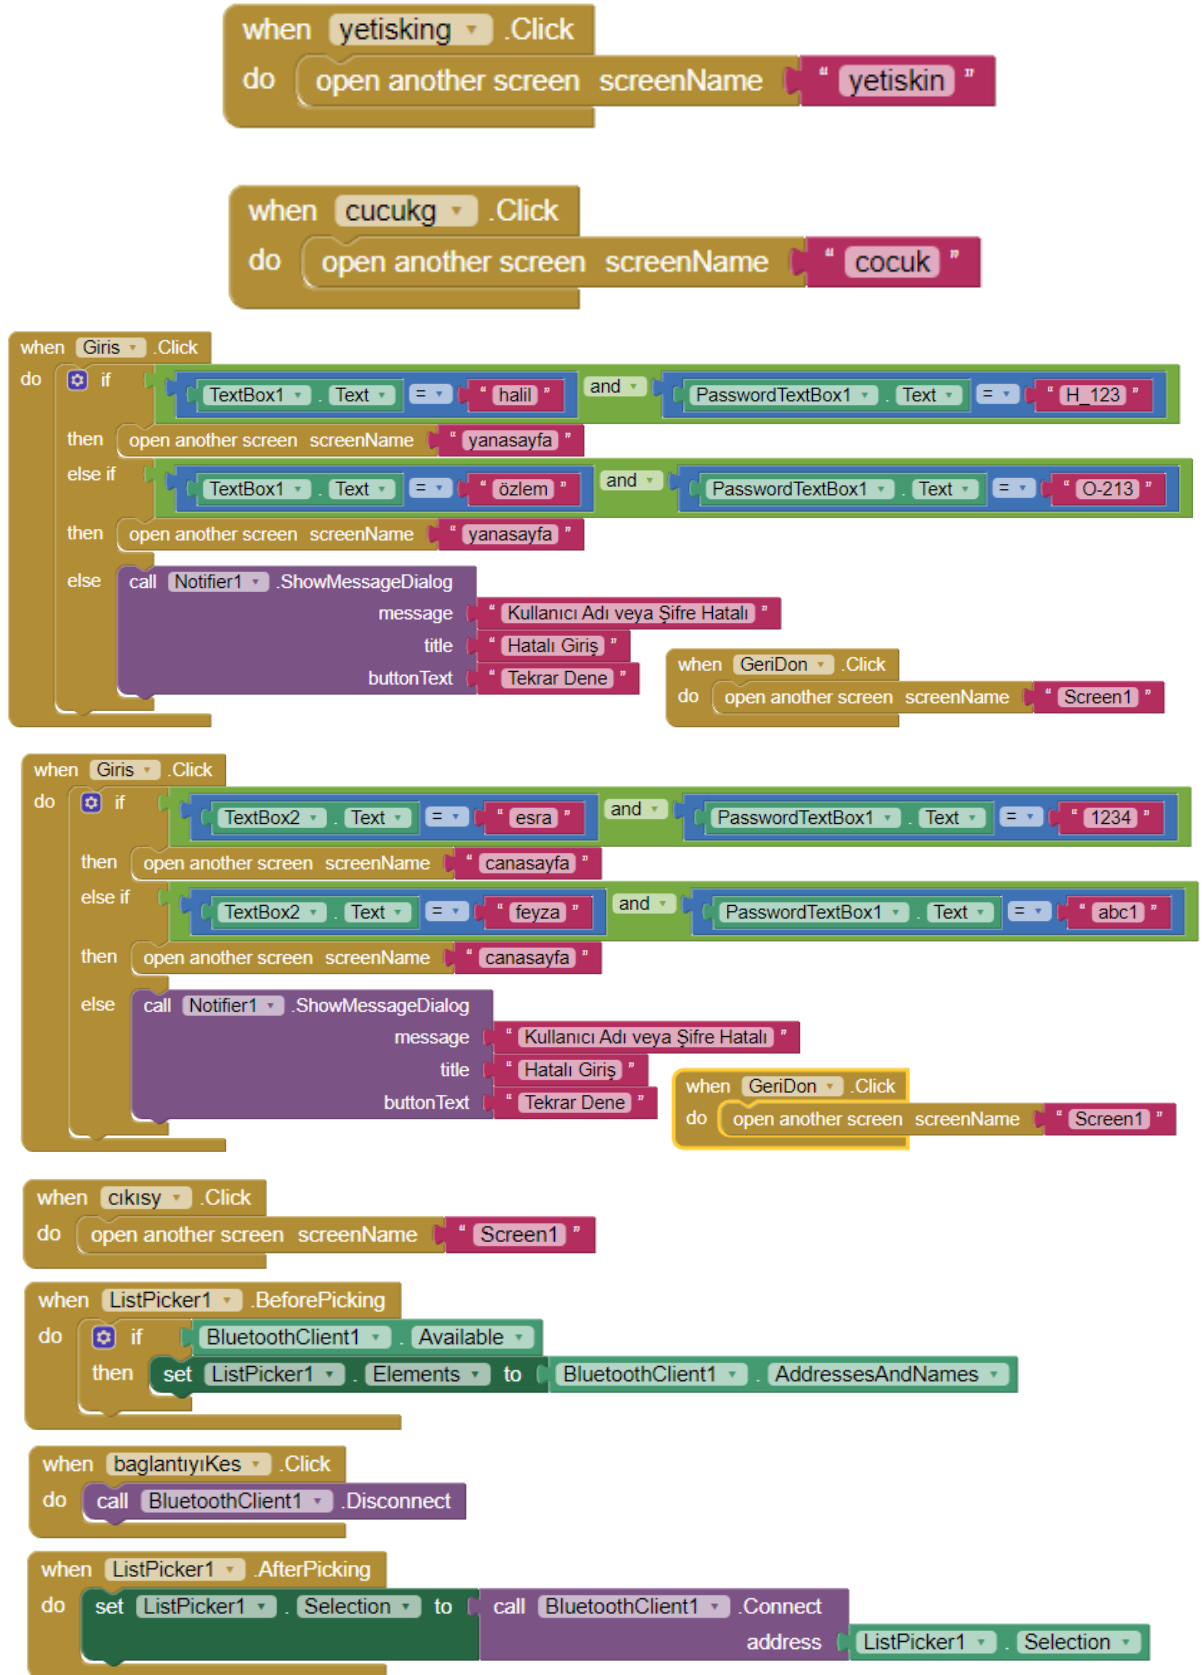 when yetisking .Click
do open another screen screenName " yetiskin "
when cucukg .Click
do open another screen screenName " cocuk "
when Giris .Click
do if TextBox1 . Text = " halil " and PasswordTextBox1 . Text = " H_123 "
then open another screen screenName " yanasayfa "
else if TextBox1 . Text = " özlem " and PasswordTextBox1 . Text = " O-213 "
then open another screen screenName " yanasayfa "
else call Notifier1 .ShowMessageDialog
message " Kullanıcı Adı veya Şifre Hatalı "
title " Hatalı Giriş "
buttonText " Tekrar Dene "
when GeriDon .Click
do open another screen screenName " Screen1 "
when Giris .Click
do if TextBox2 . Text = " esra " and PasswordTextBox1 . Text = " 1234 "
then open another screen screenName " canasayfa "
else if TextBox2 . Text = " feyza " and PasswordTextBox1 . Text = " abc1 "
then open another screen screenName " canasayfa "
else call Notifier1 .ShowMessageDialog
message " Kullanıcı Adı veya Şifre Hatalı "
title " Hatalı Giriş "
buttonText " Tekrar Dene "
when GeriDon .Click
do open another screen screenName " Screen1 "
when cıkısy .Click
do open another screen screenName " Screen1 "
when ListPicker1 .BeforePicking
do if BluetoothClient1 . Available
then set ListPicker1 . Elements to BluetoothClient1 . AddressesAndNames
when baglantıyıKes .Click
do call BluetoothClient1 .Disconnect
when ListPicker1 .AfterPicking
do set ListPicker1 . Selection to call BluetoothClient1 .Connect
address ListPicker1 . Selection